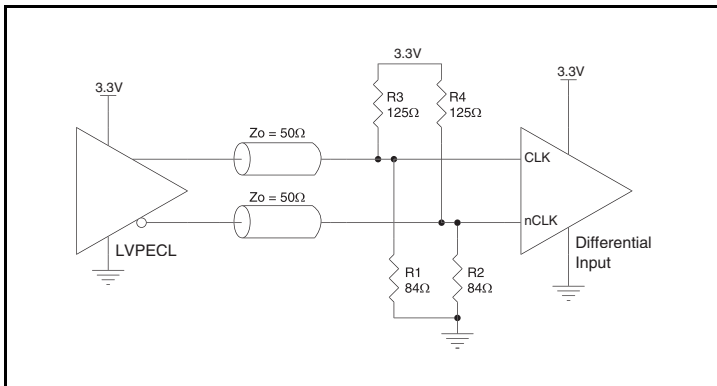 3.3V
3.3V
3.3V
R3
125Ω
R4
125Ω
Zo = 50Ω
CLK
Zo = 50Ω
nCLK
LVPECL
Differential
Input
R1
84Ω
R2
84Ω